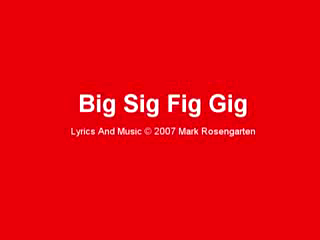 Big Sig Fig Gig
Lyrics And Music © 2007 Mark Rosengarten